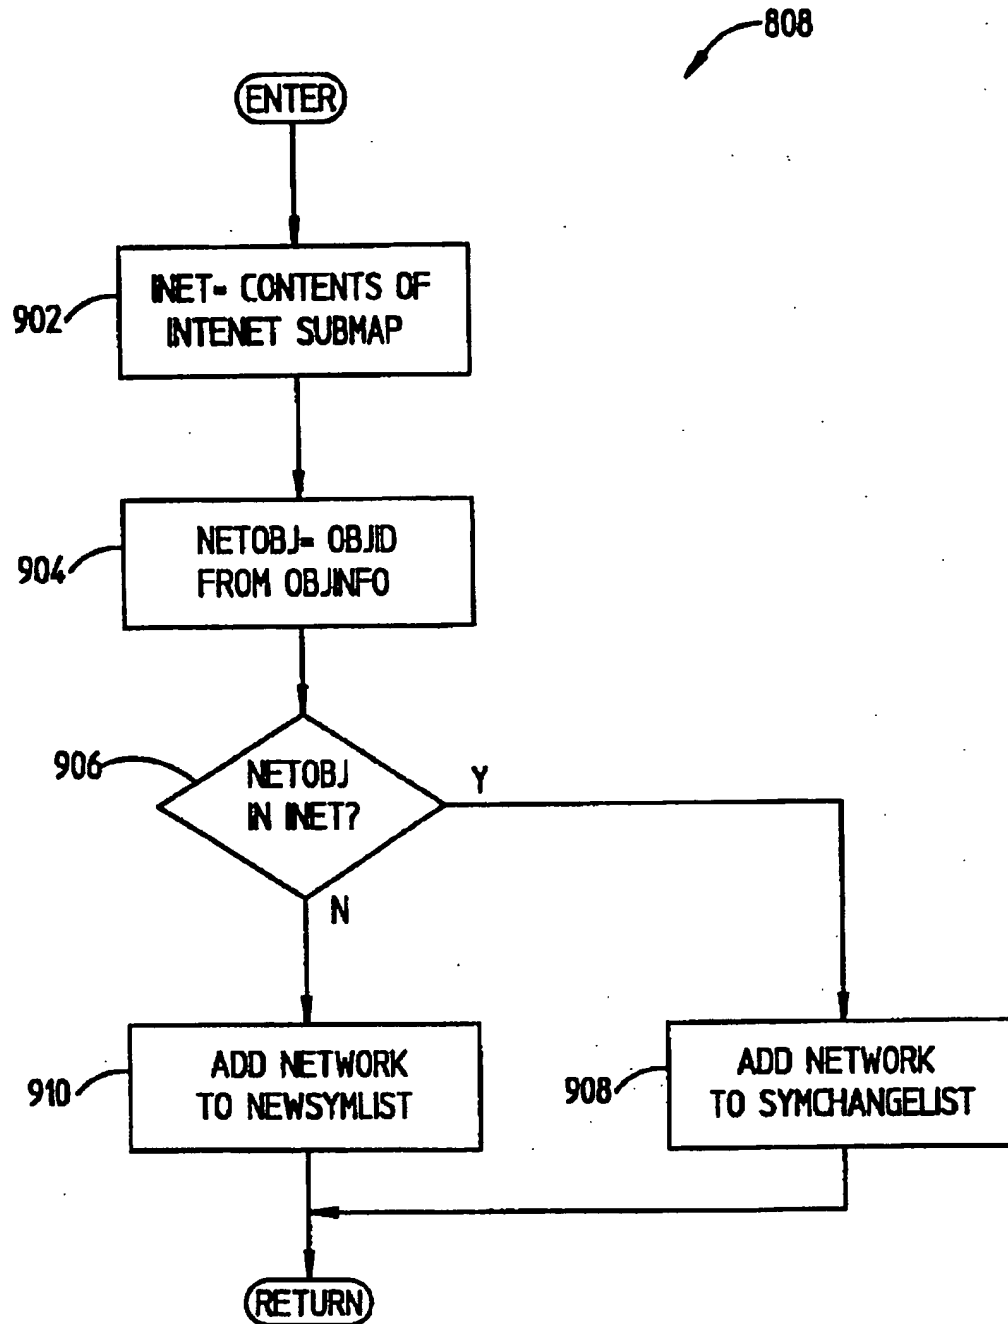 808
ENTER
902
INET= CONTENTS OF
INTENET SUBMAP
904
NETOBJ= OBJID
FROM OBJINFO
906
NETOBJ
IN INET?
Y
N
910
ADD NETWORK
TO NEWSYMLIST
908
ADD NETWORK
TO SYMCHANGELIST
RETURN